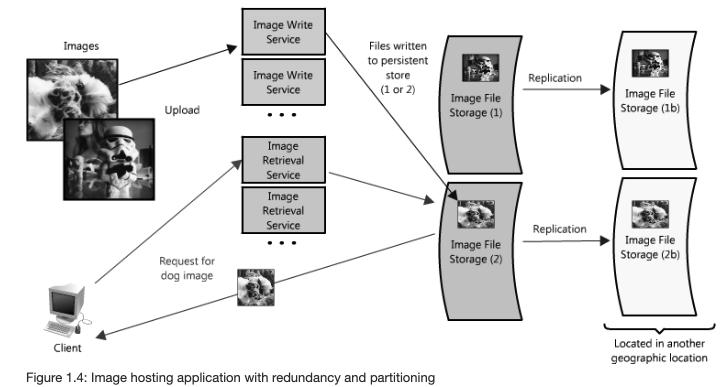 Images
Upload
Image Write
Service
Image Write
Service
• • •
Image
Retrieval
Service
Image
Retrieval
Service
• • •
Files written
to persistent
store
(1 or 2)
Image File
Storage (1)
Replication
Image File
Storage (1b)
Image File
Storage (2)
Replication
Image File
Storage (2b)
Request for
dog image
Client
Located in another
geographic location
Figure 1.4: Image hosting application with redundancy and partitioning